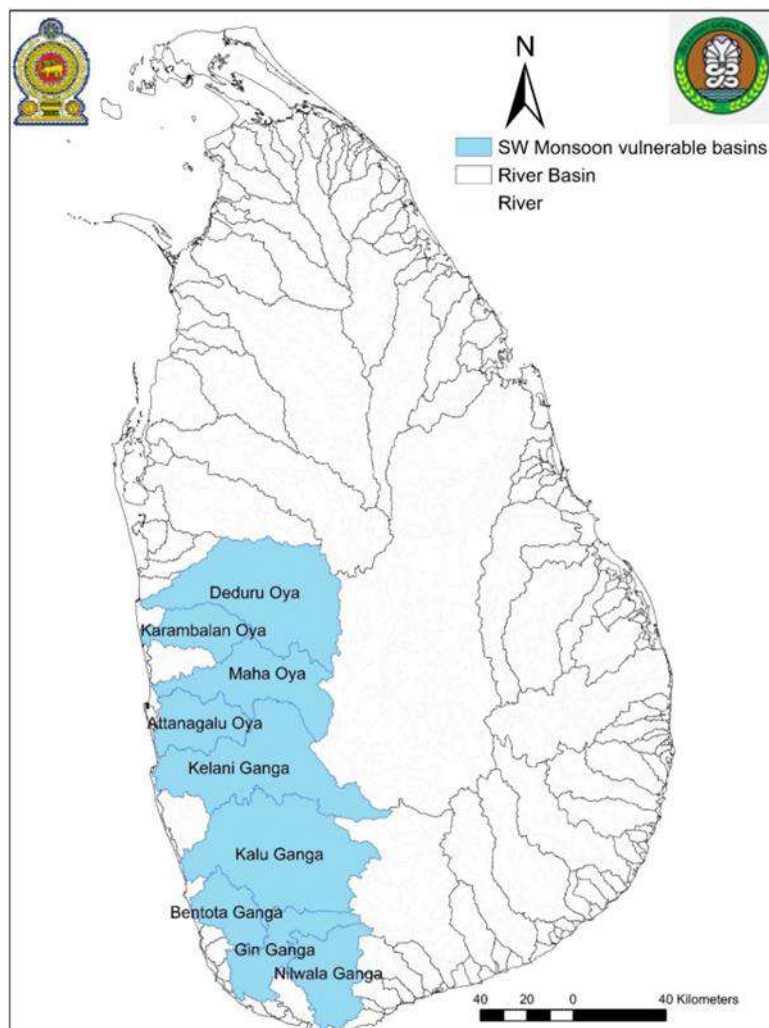 N
SW Monsoon vulnerable basins
River Basin
River
Deduru Oya
Karambalan Oya
Maha Oya
Attanagalu Oya
Kelani Ganga
Kalu Ganga
Bentota Ganga
Gin Ganga
Nilwala Ganga
40 20 0 40 Kilometers